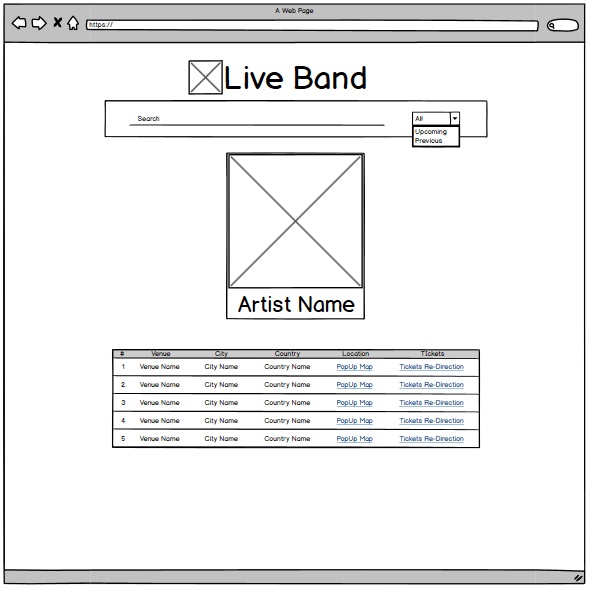 A Web Page
https://
Live Band
Search All
Upcoming
Previous
Artist Name
# Venue City Country Location Tickets
1 Venue Name City Name Country Name PopUp Map Tickets Re-Direction
2 Venue Name City Name Country Name PopUp Map Tickets Re-Direction
3 Venue Name City Name Country Name PopUp Map Tickets Re-Direction
4 Venue Name City Name Country Name PopUp Map Tickets Re-Direction
5 Venue Name City Name Country Name PopUp Map Tickets Re-Direction